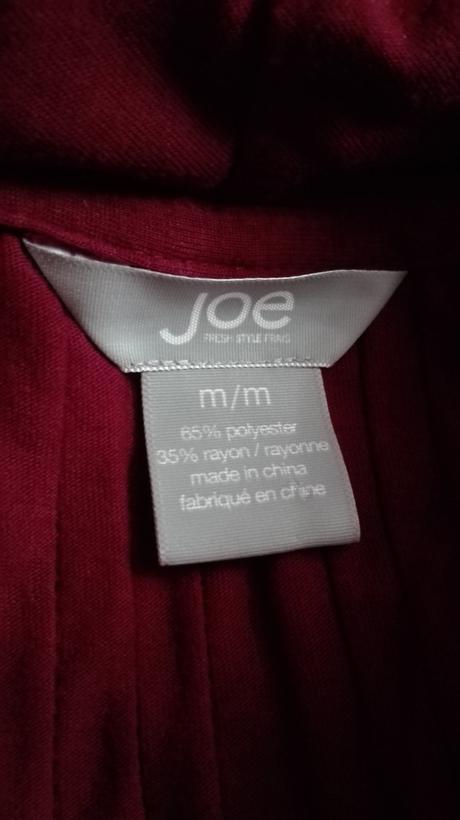 joe
FRESH STYLE FRAIS
m/m
65% polyester
35% rayon / rayonne
made in china
fabriqué en chine